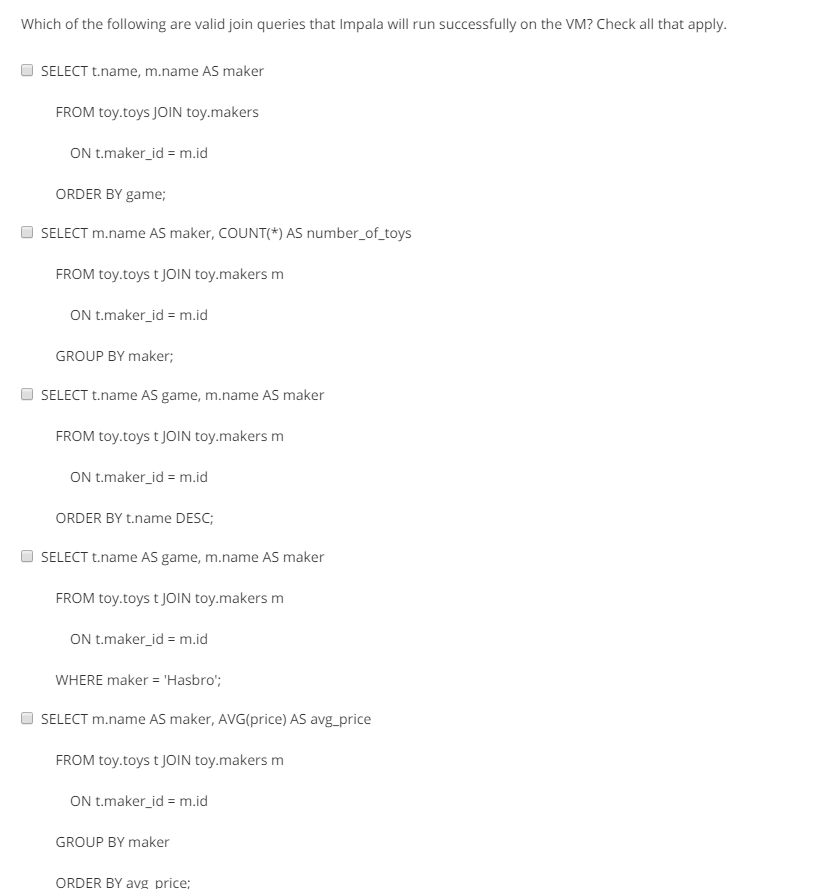 Which of the following are valid join queries that Impala will run successfully on the VM? Check all that apply.
SELECT t.name, m.name AS maker
FROM toy.toys JOIN toy.makers
ON t.maker_id = m.id
ORDER BY game;
SELECT m.name AS maker, COUNT(*) AS number_of_toys
FROM toy.toys t JOIN toy.makers m
ON t.maker_id = m.id
GROUP BY maker;
SELECT t.name AS game, m.name AS maker
FROM toy.toys t JOIN toy.makers m
ON t.maker_id = m.id
ORDER BY t.name DESC;
SELECT t.name AS game, m.name AS maker
FROM toy.toys t JOIN toy.makers m
ON t.maker_id = m.id
WHERE maker = 'Hasbro';
SELECT m.name AS maker, AVG(price) AS avg_price
FROM toy.toys t JOIN toy.makers m
ON t.maker_id = m.id
GROUP BY maker
ORDER BY avg_price;